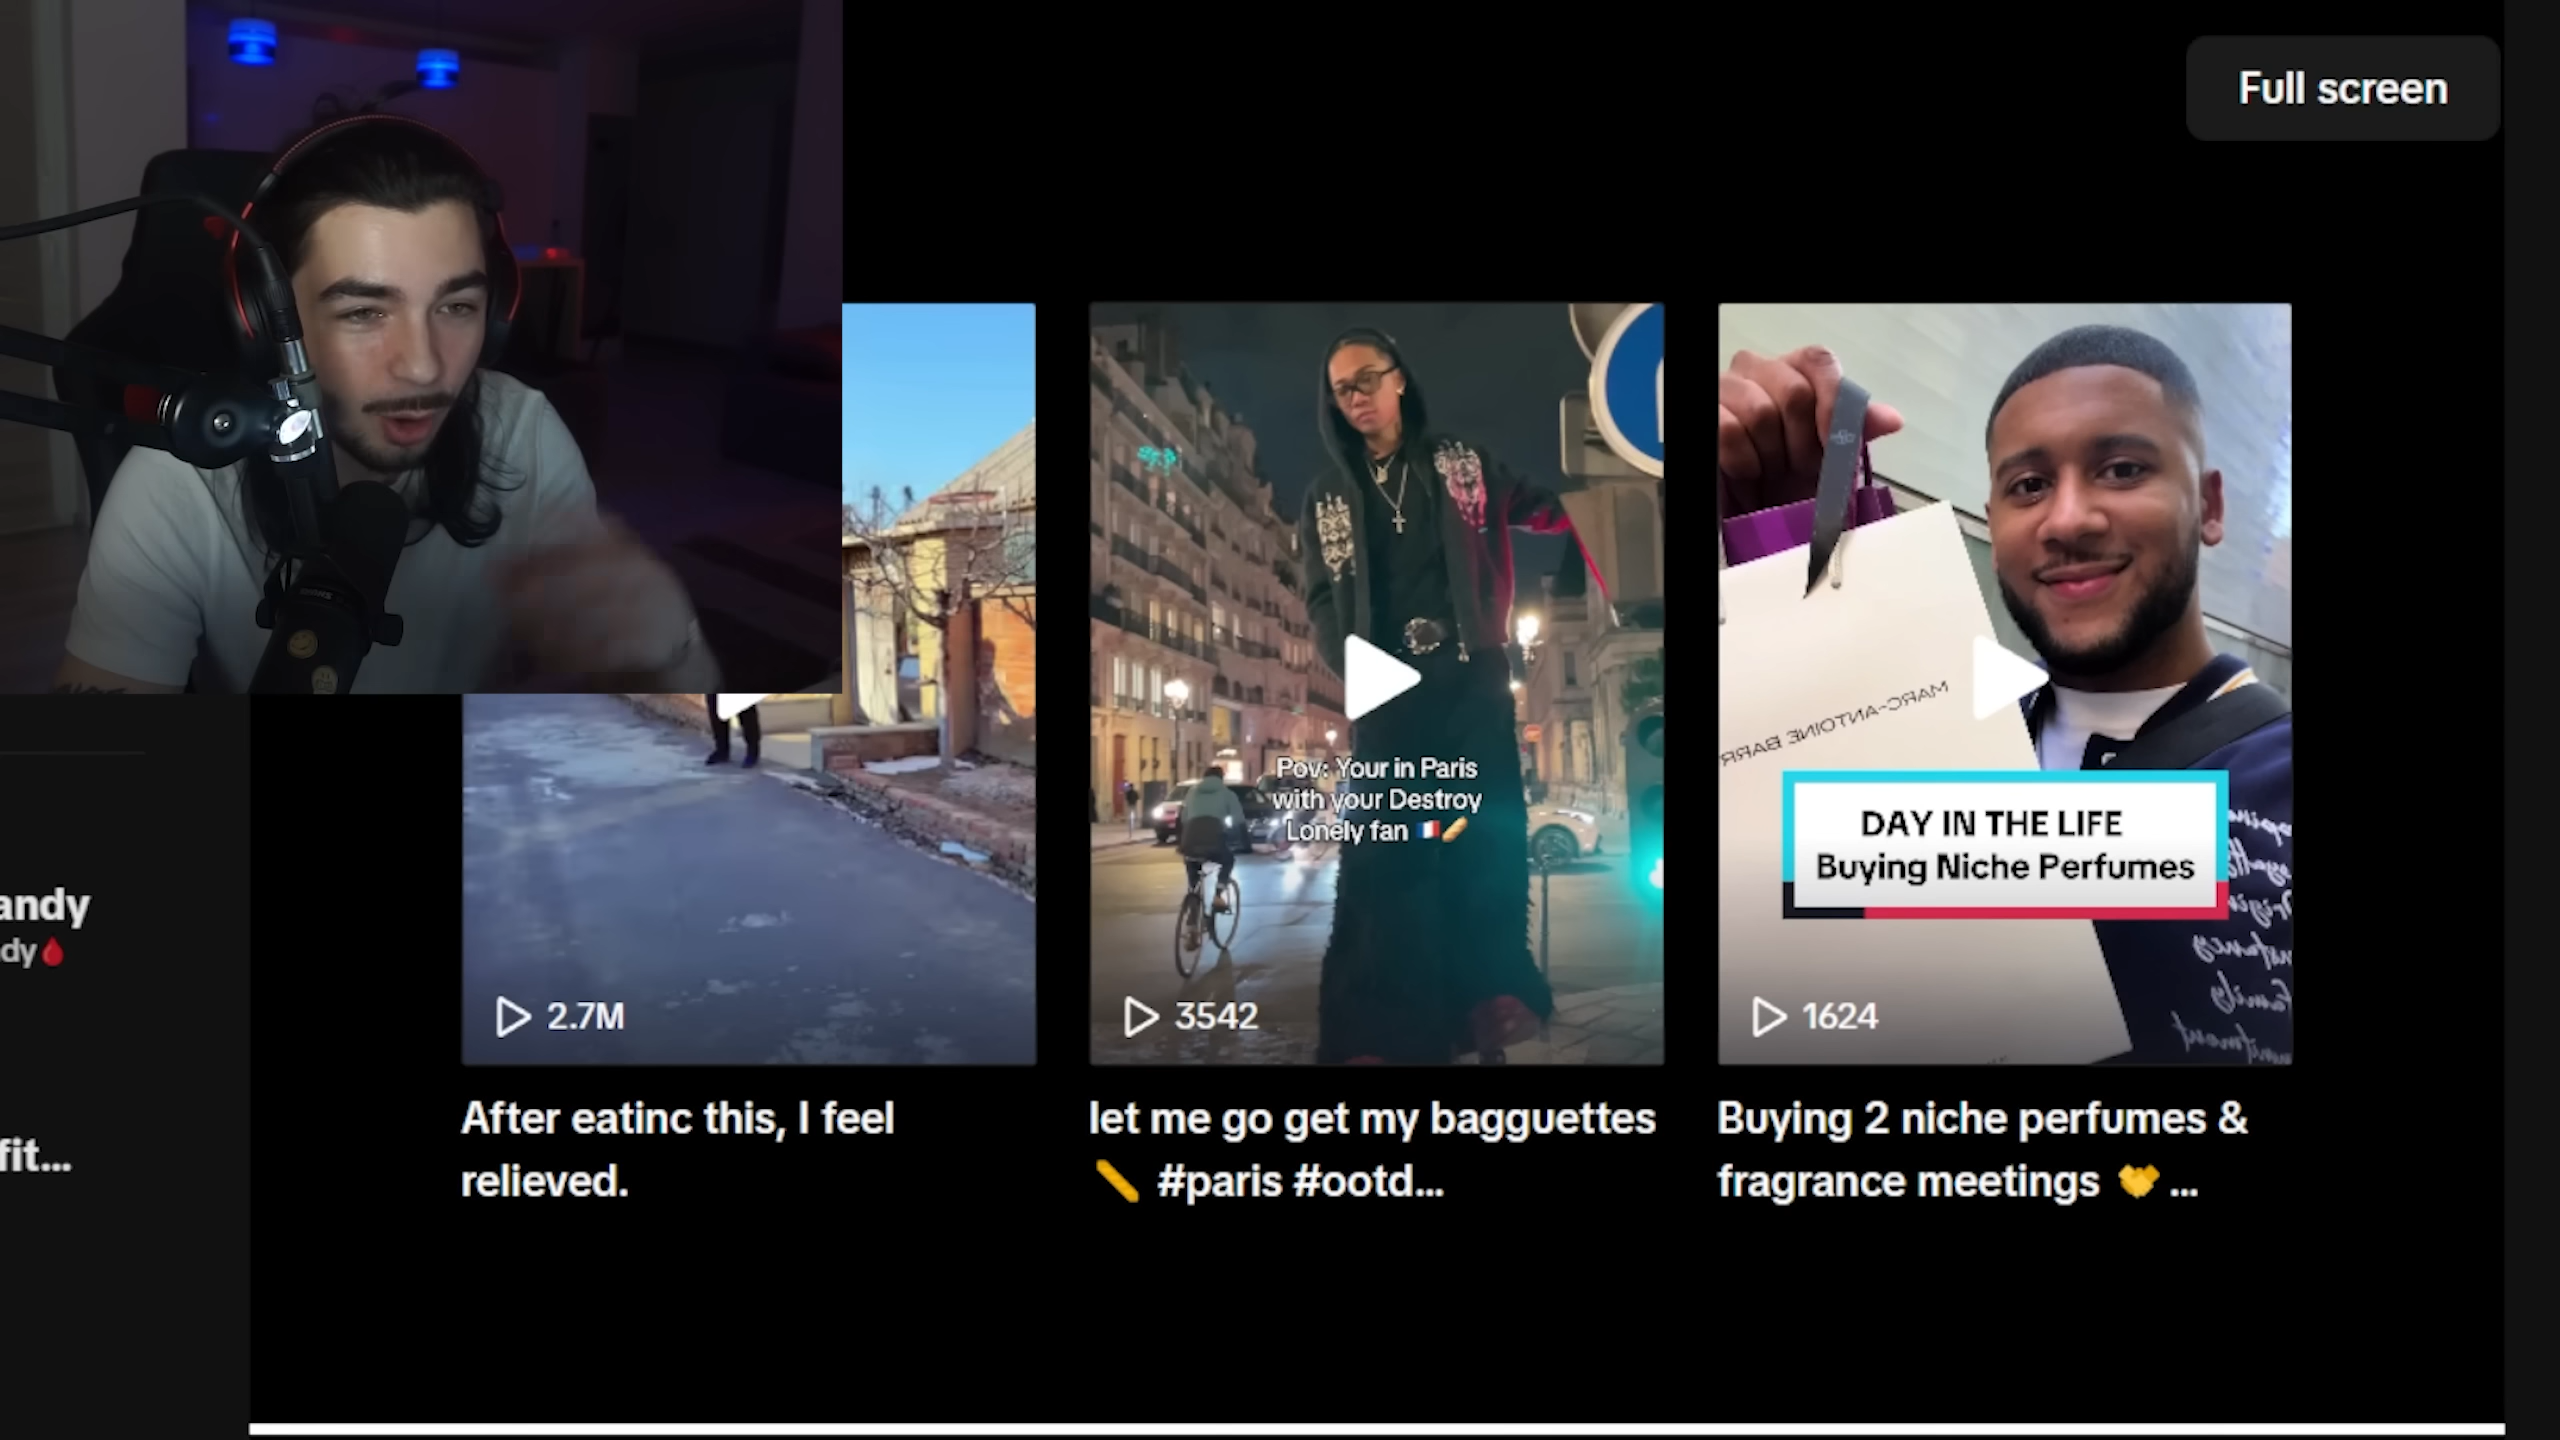 Full screen
MARC-ANTOINE BARR
Pov: Your in Paris
with your Destroy
Lonely fan 🇫🇷🥖
DAY IN THE LIFE
Buying Niche Perfumes
andy
dy🩸
fit...
2.7M
3542
1624
After eatinc this, I feel
relieved.
let me go get my bagguettes
🥖 #paris #ootd...
Buying 2 niche perfumes &
fragrance meetings 💛 ...